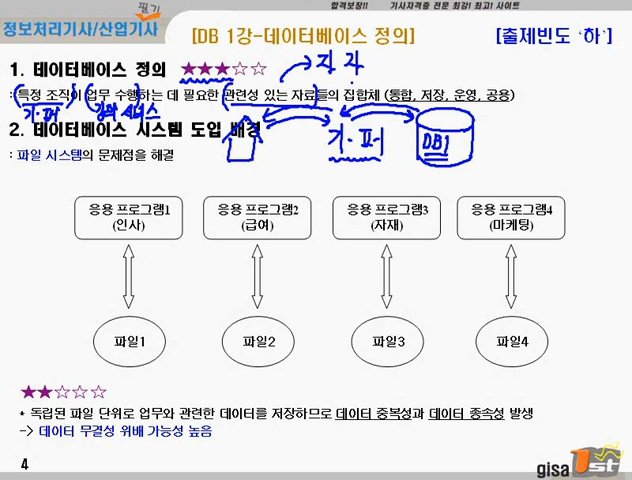 합격보장!! 기사자격증 전문 최강! 최고! 사이트
필기
정보처리기사/산업기사
[DB 1강-데이터베이스 정의]
[출제빈도 '하']
1. 데이터베이스 정의 ★★★☆☆
: 특정 조직이 업무 수행하는 데 필요한 관련성 있는 자료들의 집합체 (통합, 저장, 운영, 공용)
기·퍼
2. 데이터베이스 시스템 도입 배경
기·퍼
DB1
: 파일 시스템의 문제점을 해결
응용 프로그램1
(인사)
응용 프로그램2
(급여)
응용 프로그램3
(자재)
응용 프로그램4
(마케팅)
파일1
파일2
파일3
파일4
★★☆☆☆
* 독립된 파일 단위로 업무와 관련한 데이터를 저장하므로 데이터 중복성과 데이터 종속성 발생
-> 데이터 무결성 위배 가능성 높음
4
gisa 1st